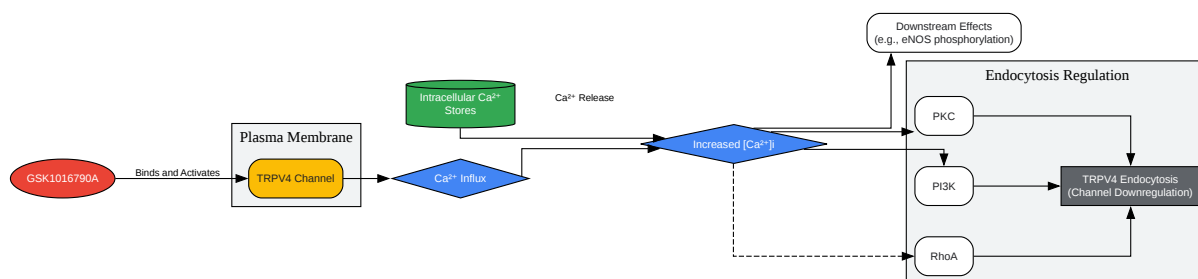 GSK1016790A
Binds and Activates
Plasma Membrane
TRPV4 Channel
Intracellular Ca²⁺
Stores
Ca²⁺ Release
Ca²⁺ Influx
Increased [Ca²⁺]i
Downstream Effects
(e.g., eNOS phosphorylation)
Endocytosis Regulation
PKC
PI3K
RhoA
TRPV4 Endocytosis
(Channel Downregulation)